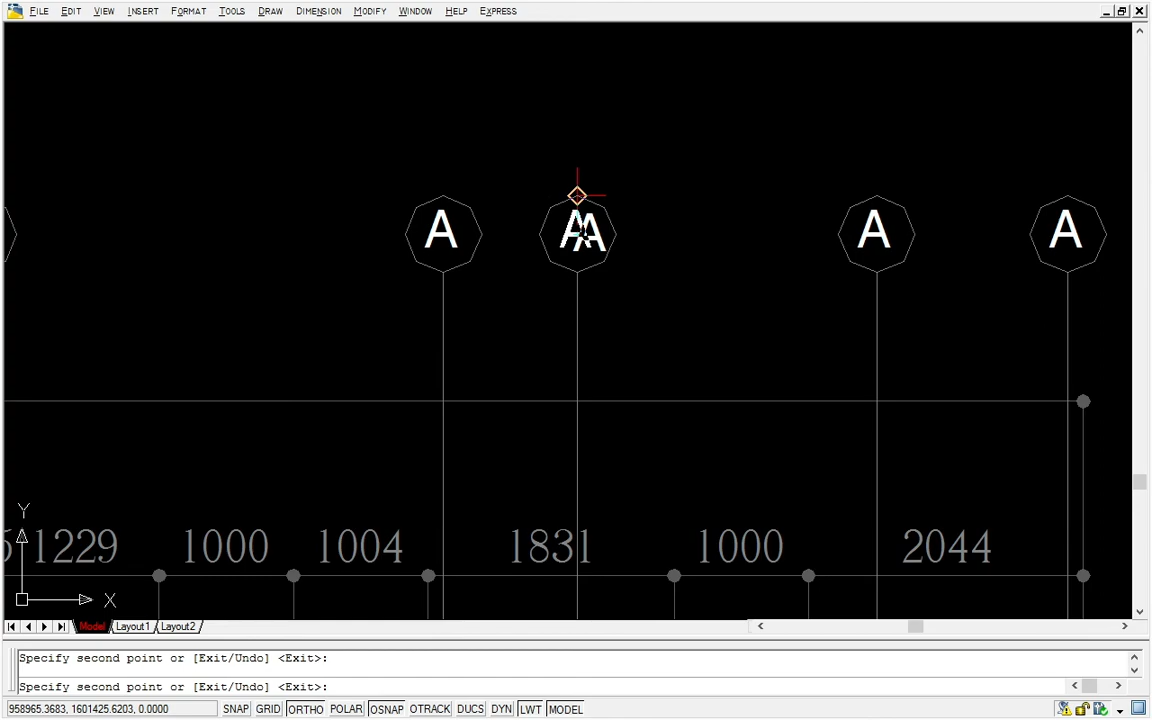 FILE EDIT VIEW INSERT FORMAT TOOLS DRAW DIMENSION MODIFY WINDOW HELP EXPRESS
A A A A A
1229 1000 1004 1831 1000 2044
Y
X
Model Layout1 Layout2
Specify second point or [Exit/Undo] <Exit>:
Specify second point or [Exit/Undo] <Exit>:
958965.3683, 1601425.6203, 0.0000 SNAP GRID ORTHO POLAR OSNAP OTRACK DUCS DYN LWT MODEL